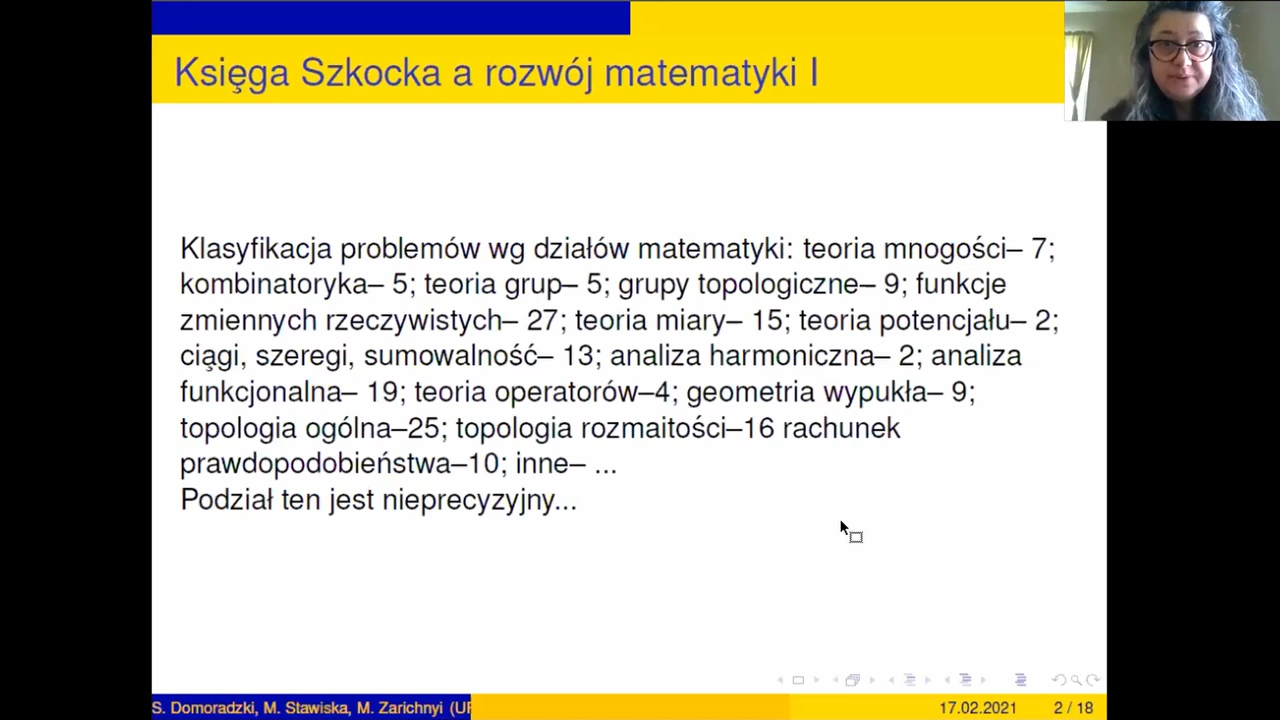 Księga Szkocka a rozwój matematyki I
Klasyfikacja problemów wg działów matematyki: teoria mnogości– 7;
kombinatoryka– 5; teoria grup– 5; grupy topologiczne– 9; funkcje
zmiennych rzeczywistych– 27; teoria miary– 15; teoria potencjału– 2;
ciągi, szeregi, sumowalność– 13; analiza harmoniczna– 2; analiza
funkcjonalna– 19; teoria operatorów–4; geometria wypukła– 9;
topologia ogólna–25; topologia rozmaitości–16 rachunek
prawdopodobieństwa–10; inne– ...
Podział ten jest nieprecyzyjny...
S. Domoradzki, M. Stawiska, M. Zarichnyi 17.02.2021 2 / 18